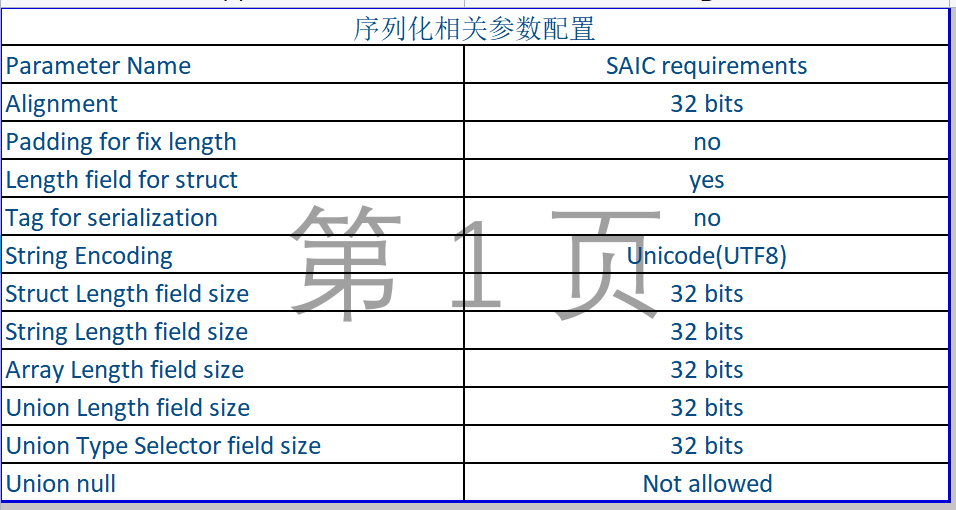 序列化相关参数配置
Parameter Name SAIC requirements
Alignment 32 bits
Padding for fix length no
Length field for struct yes
Tag for serialization no
String Encoding Unicode(UTF8)
Struct Length field size 32 bits
String Length field size 32 bits
Array Length field size 32 bits
Union Length field size 32 bits
Union Type Selector field size 32 bits
Union null Not allowed
第 1 页